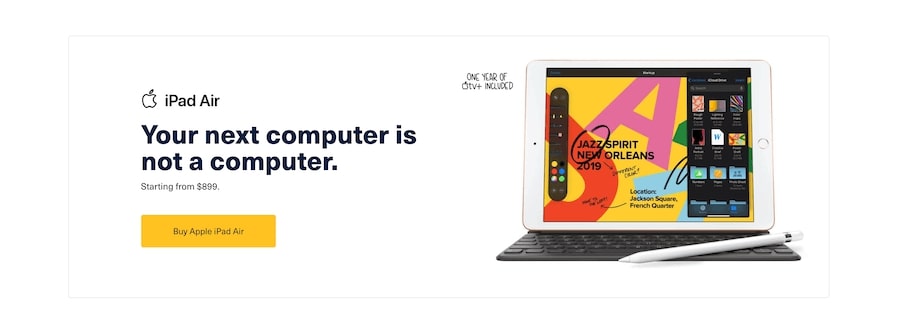 iPad Air
Your next computer is
not a computer.
Starting from $899.
Buy Apple iPad Air
ONE YEAR OF
tv+ INCLUDED
Markup
JAZZ SPIRIT
NEW ORLEANS
2019
Location:
Jackson Square,
French Quarter